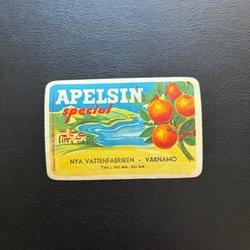 APELSIN
special
NYA VATTENFABRIKEN - VÄRNAMO